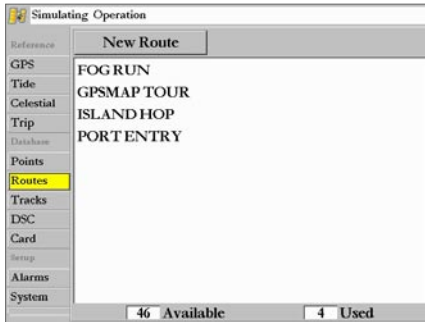 Simulating Operation
Reference
GPS
Tide
Celestial
Trip
Database
Points
Routes
Tracks
DSC
Card
Setup
Alarms
System
New Route
FOG RUN
GPSMAP TOUR
ISLAND HOP
PORT ENTRY
46 Available
4 Used